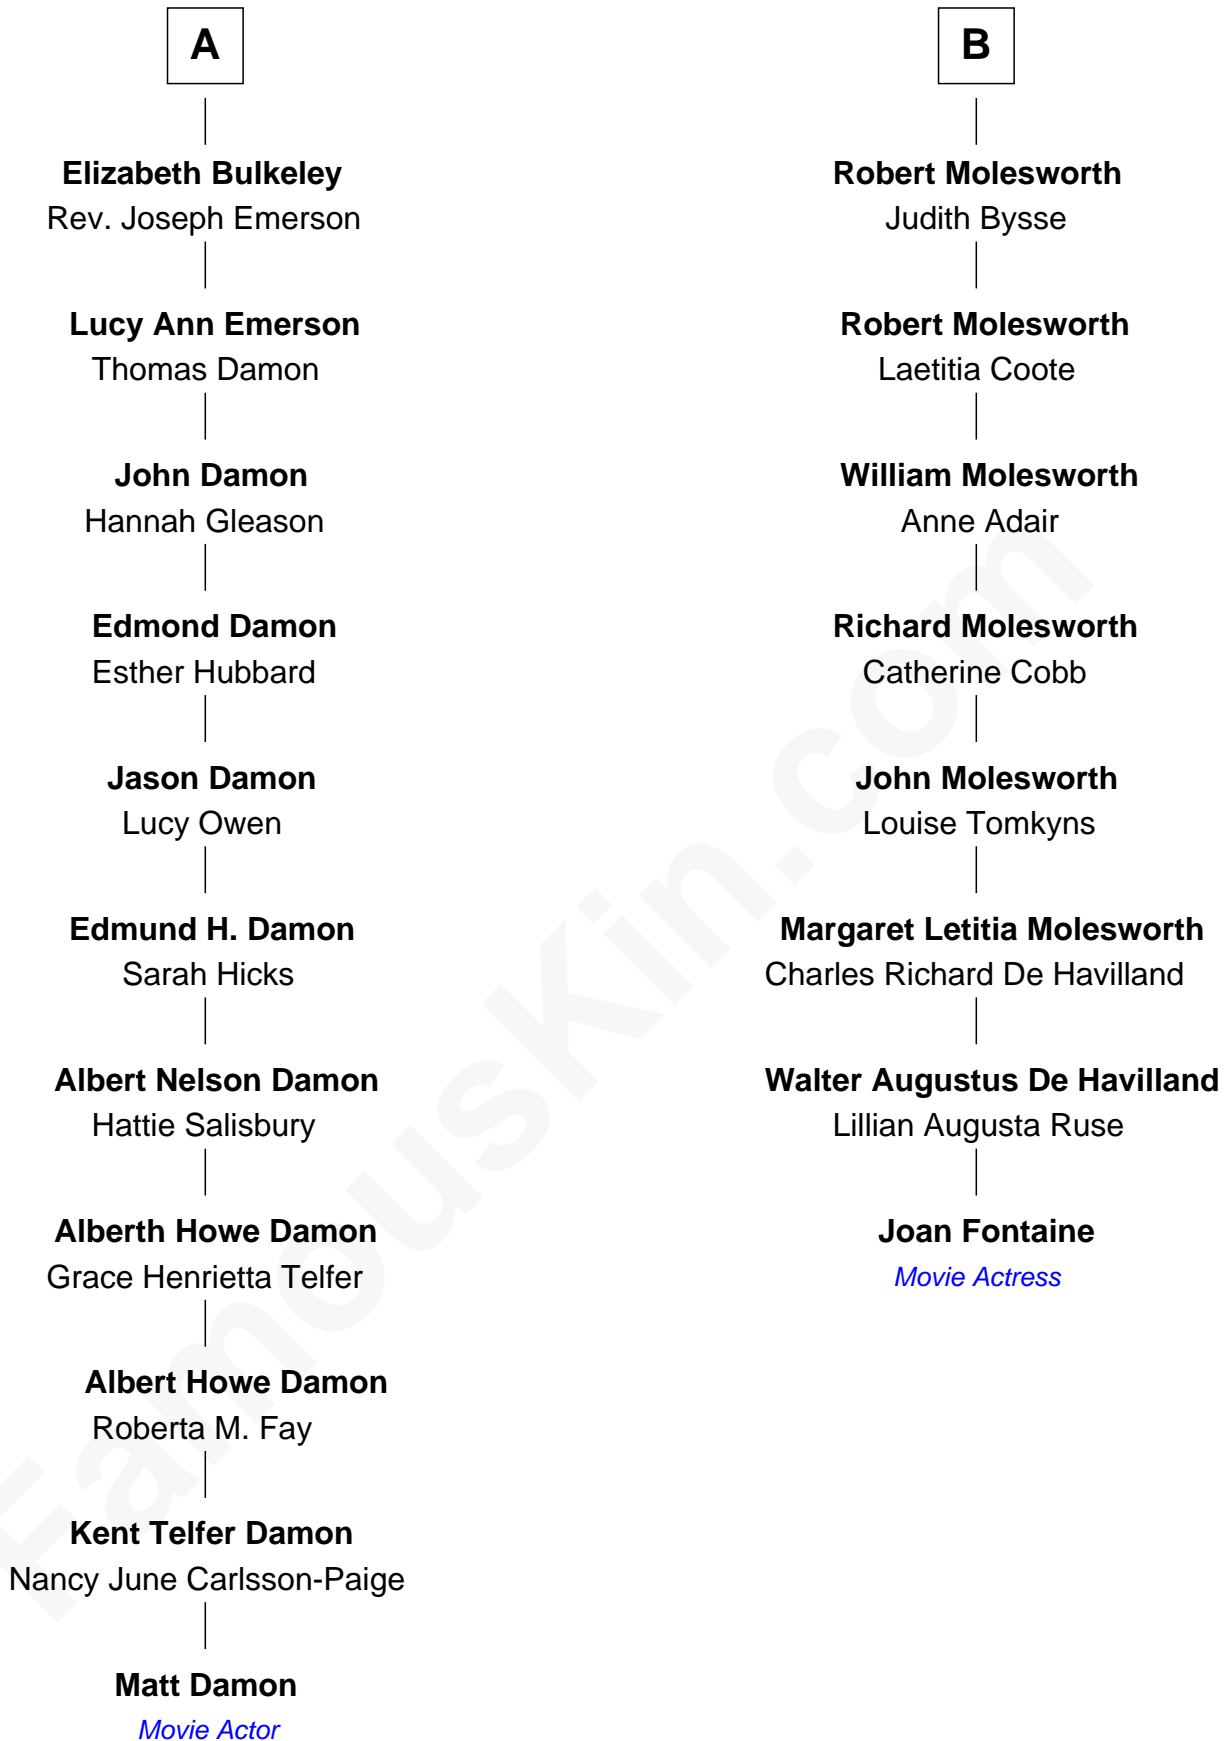 A
Elizabeth Bulkeley
Rev. Joseph Emerson
Lucy Ann Emerson
Thomas Damon
John Damon
Hannah Gleason
Edmond Damon
Esther Hubbard
Jason Damon
Lucy Owen
Edmund H. Damon
Sarah Hicks
Albert Nelson Damon
Hattie Salisbury
Alberth Howe Damon
Grace Henrietta Telfer
Albert Howe Damon
Roberta M. Fay
Kent Telfer Damon
Nancy June Carlsson-Paige
Matt Damon
Movie Actor
B
Robert Molesworth
Judith Bysse
Robert Molesworth
Laetitia Coote
William Molesworth
Anne Adair
Richard Molesworth
Catherine Cobb
John Molesworth
Louise Tomkyns
Margaret Letitia Molesworth
Charles Richard De Havilland
Walter Augustus De Havilland
Lillian Augusta Ruse
Joan Fontaine
Movie Actress
FamousKin.com